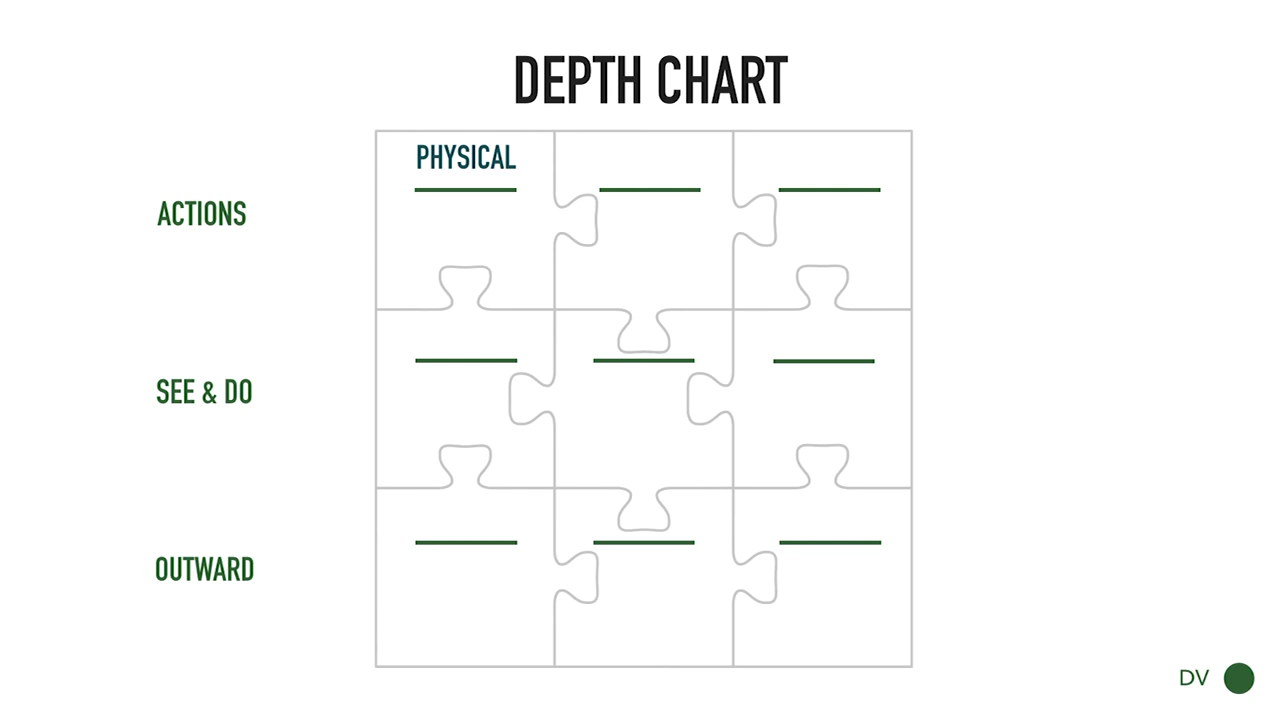 DEPTH CHART
PHYSICAL
ACTIONS
SEE & DO
OUTWARD
DV